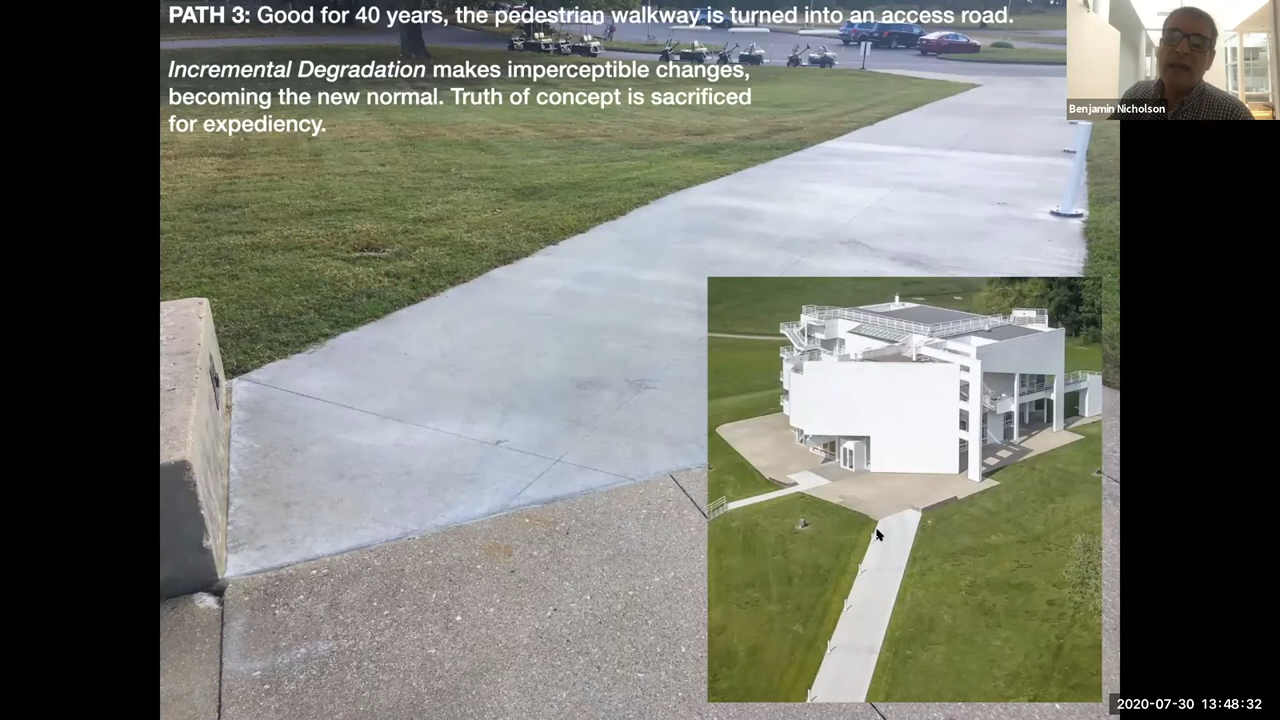 PATH 3: Good for 40 years, the pedestrian walkway is turned into an access road.
Incremental Degradation makes imperceptible changes,
becoming the new normal. Truth of concept is sacrificed
for expediency.
Benjamin Nicholson
2020-07-30 13:48:32